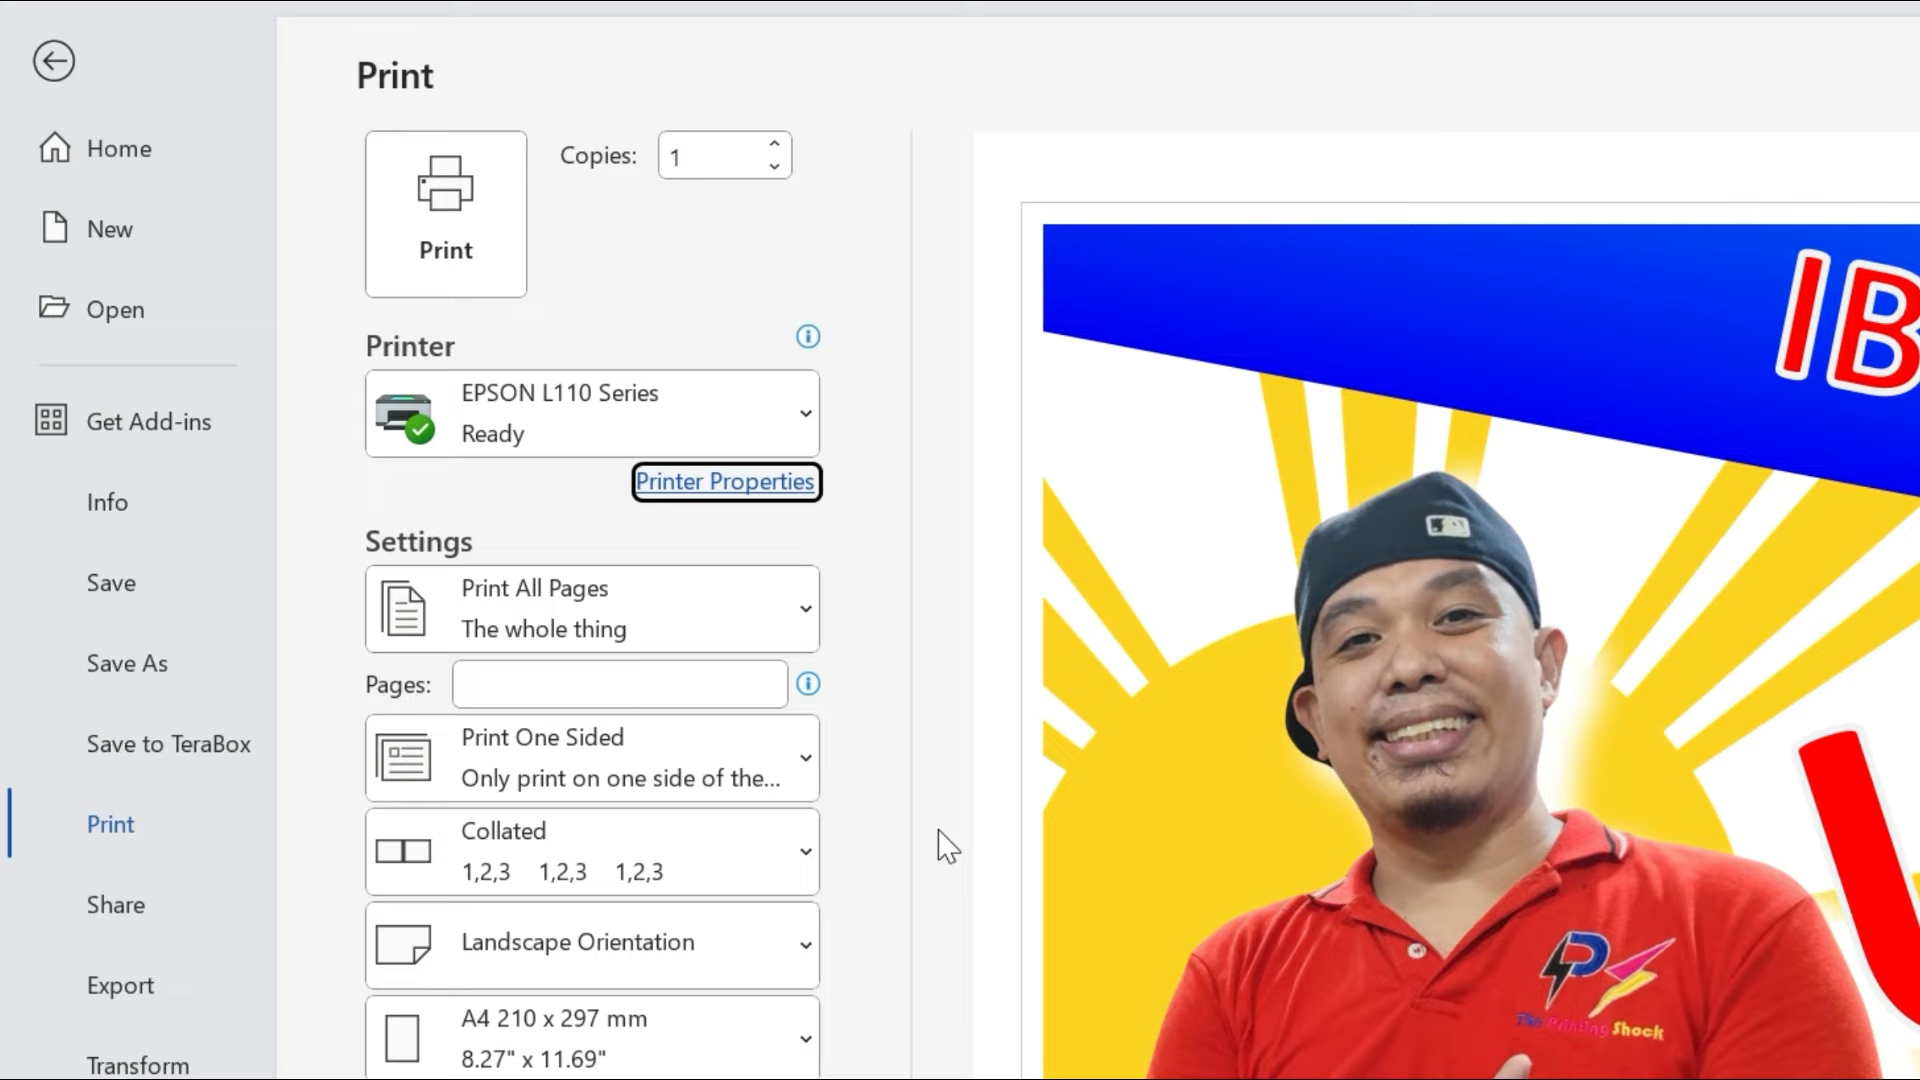 Print
Home
New
Open
Get Add-ins
Info
Save
Save As
Save to TeraBox
Print
Share
Export
Transform
Print
Copies: 1
Printer
EPSON L110 Series
Ready
Printer Properties
Settings
Print All Pages
The whole thing
Pages:
Print One Sided
Only print on one side of the...
Collated
1,2,3 1,2,3 1,2,3
Landscape Orientation
A4 210 x 297 mm
8.27" x 11.69"
IB
The Printing Shock